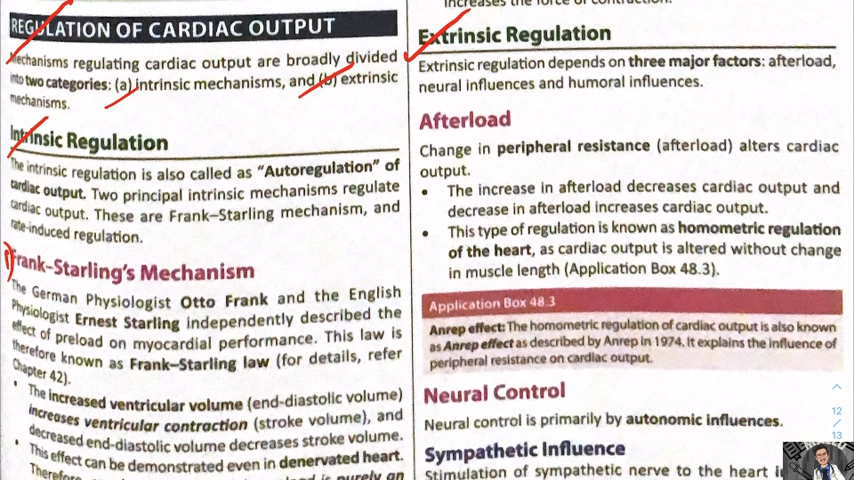 REGULATION OF CARDIAC OUTPUT
Mechanisms regulating cardiac output are broadly divided
into two categories: (a) intrinsic mechanisms, and (b) extrinsic
mechanisms.
Intrinsic Regulation
The intrinsic regulation is also called as “Autoregulation” of
cardiac output. Two principal intrinsic mechanisms regulate
cardiac output. These are Frank–Starling mechanism, and
rate-induced regulation.
Frank–Starling's Mechanism
The German Physiologist Otto Frank and the English
Physiologist Ernest Starling independently described the
effect of preload on myocardial performance. This law is
therefore known as Frank–Starling law (for details, refer
Chapter 42).
• The increased ventricular volume (end-diastolic volume)
increases ventricular contraction (stroke volume), and
decreased end-diastolic volume decreases stroke volume.
• This effect can be demonstrated even in denervated heart.
Therefore, is purely an
increases the force of contraction.
Extrinsic Regulation
Extrinsic regulation depends on three major factors: afterload,
neural influences and humoral influences.
Afterload
Change in peripheral resistance (afterload) alters cardiac
output.
• The increase in afterload decreases cardiac output and
decrease in afterload increases cardiac output.
• This type of regulation is known as homometric regulation
of the heart, as cardiac output is altered without change
in muscle length (Application Box 48.3).
Application Box 48.3
Anrep effect: The homometric regulation of cardiac output is also known
as Anrep effect as described by Anrep in 1974. It explains the influence of
peripheral resistance on cardiac output.
Neural Control
Neural control is primarily by autonomic influences.
Sympathetic Influence
Stimulation of sympathetic nerve to the heart
12
/
13